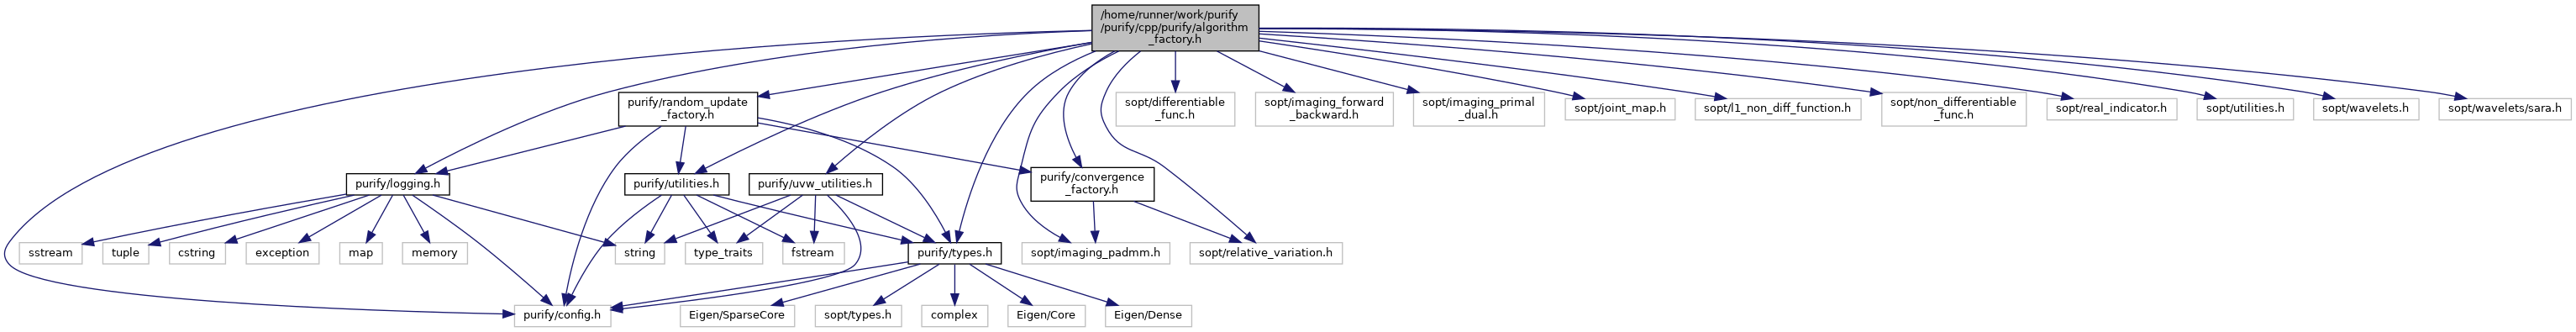 /home/runner/work/purify
/purify/cpp/purify/algorithm
_factory.h
purify/random_update
_factory.h
sopt/differentiable
_func.h
sopt/imaging_forward
_backward.h
sopt/imaging_primal
_dual.h
sopt/joint_map.h
sopt/l1_non_diff_function.h
sopt/non_differentiable
_func.h
sopt/real_indicator.h
sopt/utilities.h
sopt/wavelets.h
sopt/wavelets/sara.h
purify/logging.h
purify/utilities.h
purify/uvw_utilities.h
purify/convergence
_factory.h
sstream
tuple
cstring
exception
map
memory
string
type_traits
fstream
purify/types.h
sopt/imaging_padmm.h
sopt/relative_variation.h
purify/config.h
Eigen/SparseCore
sopt/types.h
complex
Eigen/Core
Eigen/Dense